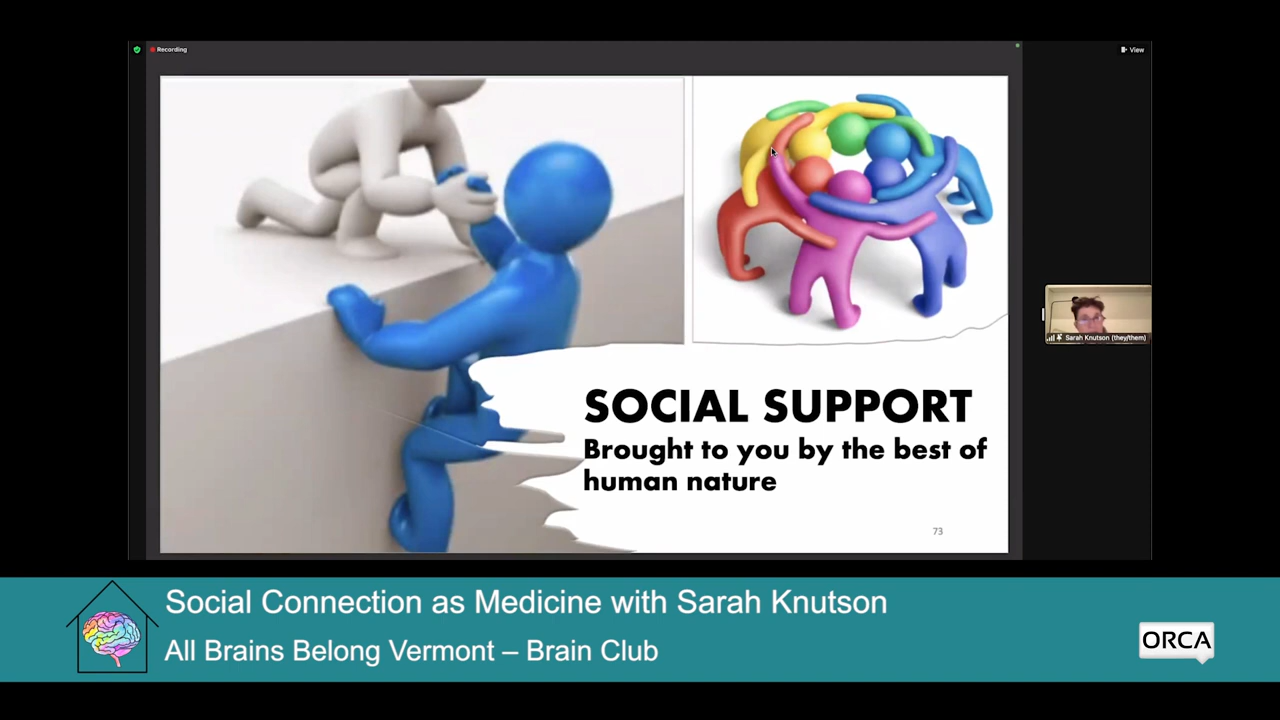 Recording
View
SOCIAL SUPPORT
Brought to you by the best of
human nature
73
Sarah Knutson (they/them)
Social Connection as Medicine with Sarah Knutson
All Brains Belong Vermont – Brain Club
ORCA